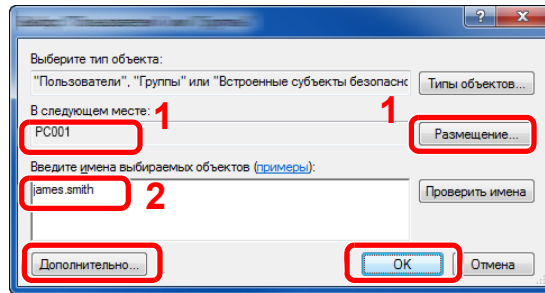 Выберите тип объекта:
"Пользователи", "Группы" или "Встроенные субъекты безопасно
Типы объектов...
В следующем месте:
1
1
PC001
Размещение...
Введите имена выбираемых объектов (примеры):
james.smith
2
Проверить имена
Дополнительно...
ОК
Отмена